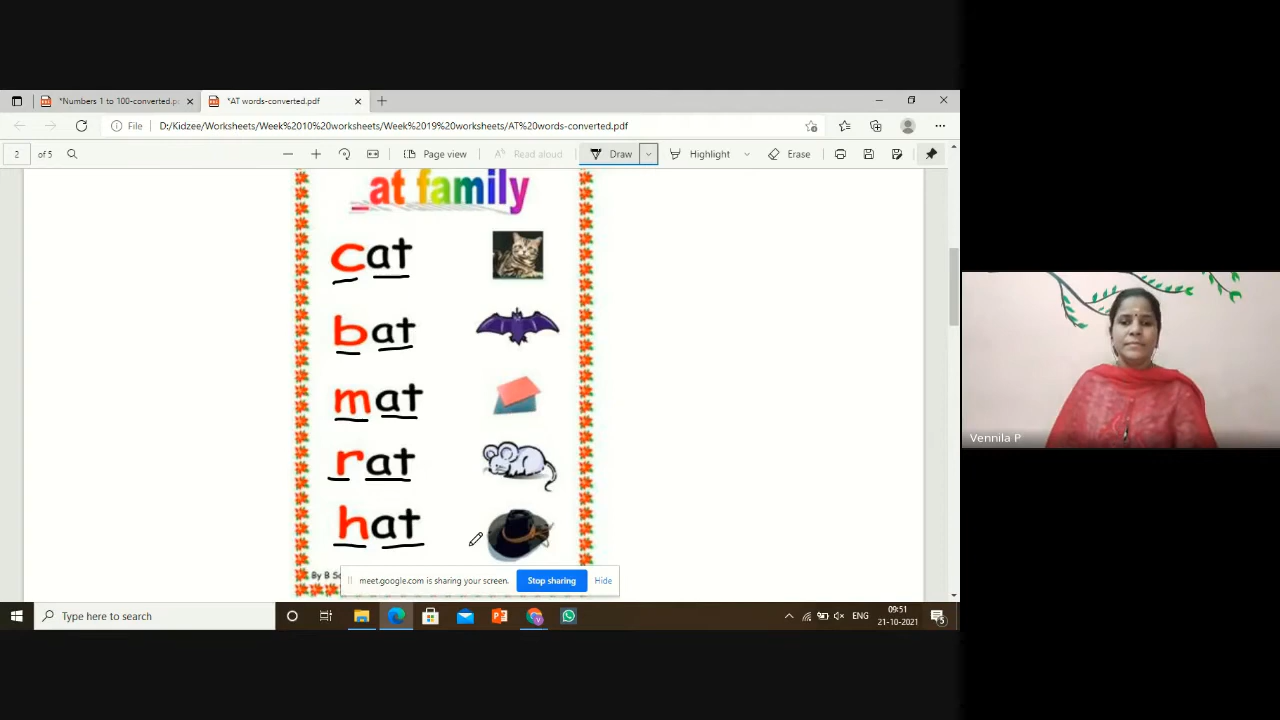 *Numbers 1 to 100-converted.p
*AT words-converted.pdf
File D:/Kidzee/Worksheets/Week%2010%20worksheets/Week%2019%20worksheets/AT%20words-converted.pdf
2 of 5 Page view Read aloud Draw Highlight Erase
_at family
cat
bat
mat
rat
hat
By B
meet.google.com is sharing your screen. Stop sharing Hide
Vennila P
Type here to search
ENG
09:51
21-10-2021
5